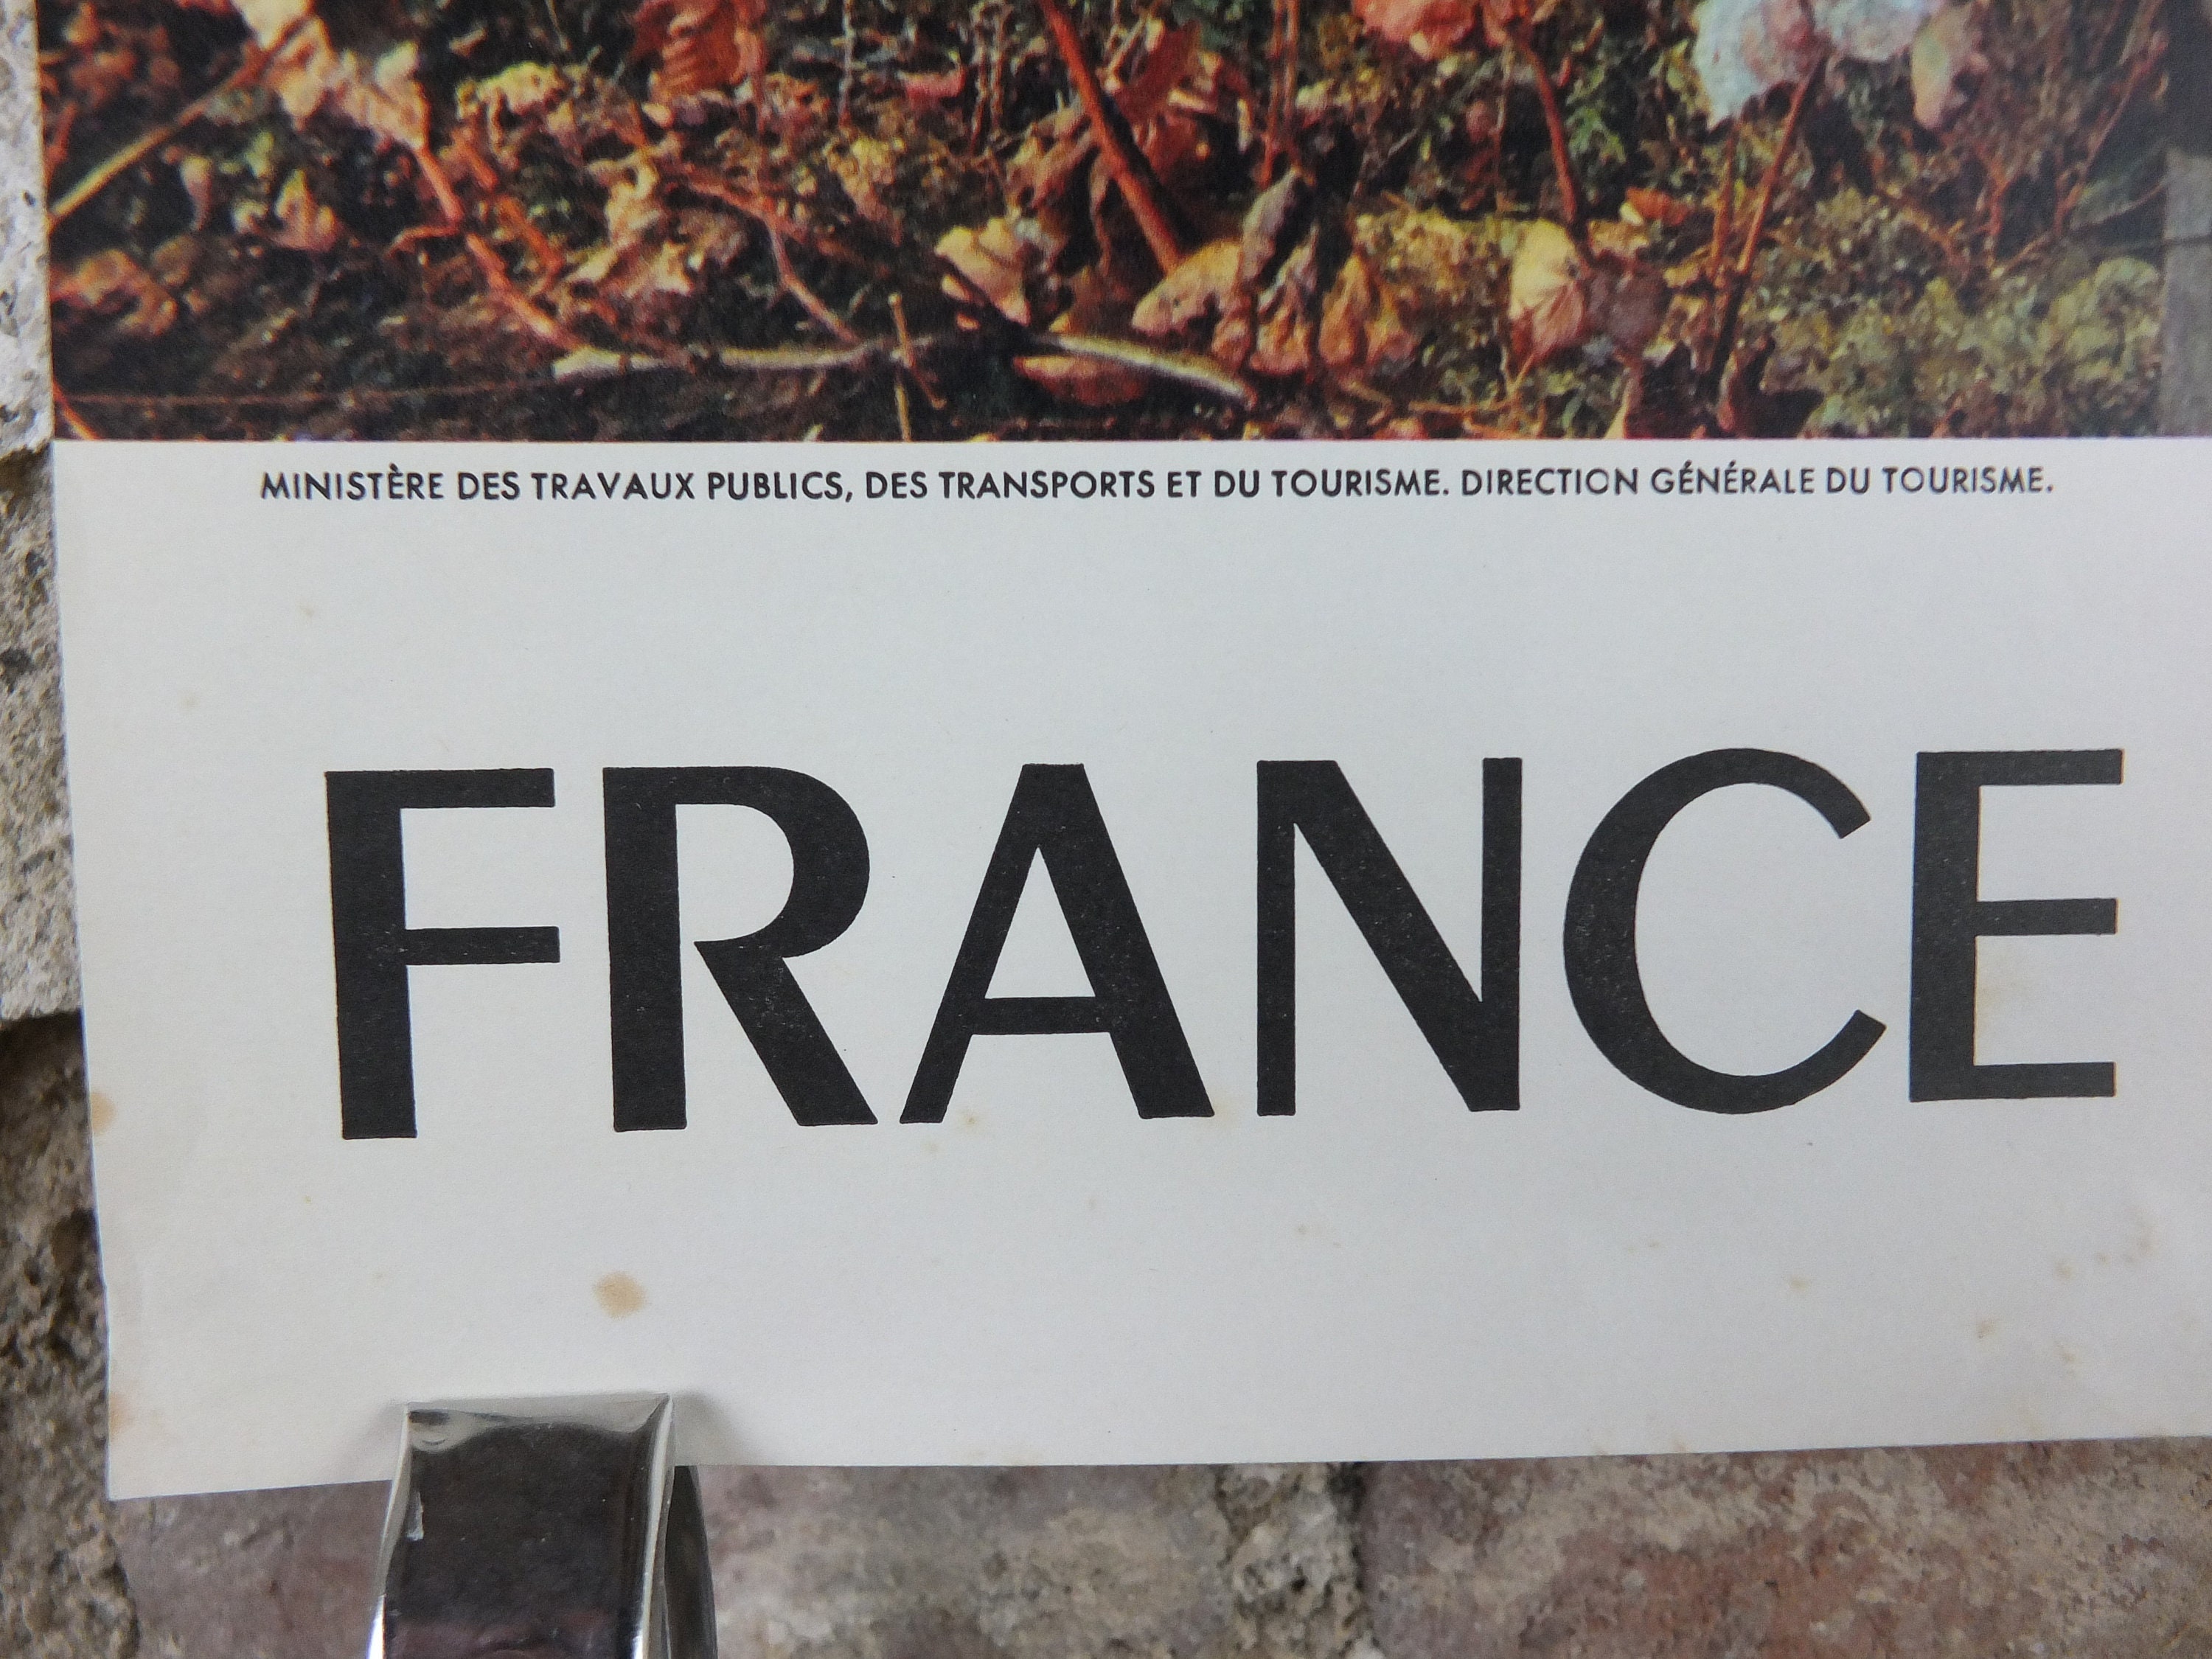 MINISTÈRE DES TRAVAUX PUBLICS, DES TRANSPORTS ET DU TOURISME. DIRECTION GÉNÉRALE DU TOURISME.
FRANCE